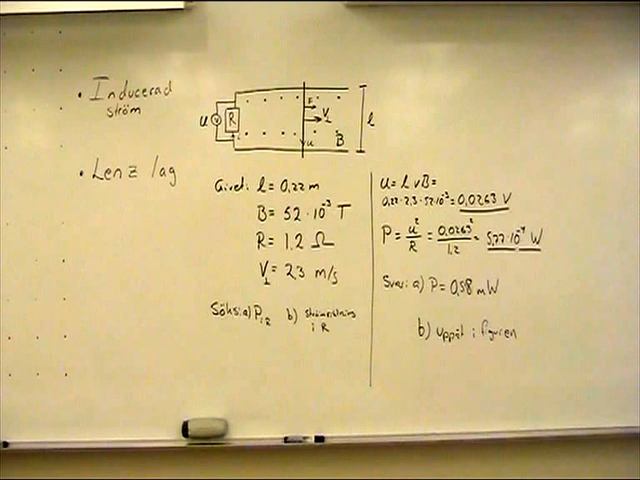 • Inducerad
ström
• Lenz lag
U
V
R
F
V⊥
u
B
l
Givet: l = 0,22 m
B = 52·10⁻³ T
R = 1.2 Ω
V⊥ = 2.3 m/s
Söks: a) P i R b) strömriktning
i R
U = l v B =
0,22·2,3·52·10⁻³ = 0,0263 V
P = u²/R = 0,0263²/1.2 = 5,77·10⁻⁴ W
Svar: a) P = 0,58 mW
b) uppåt i figuren